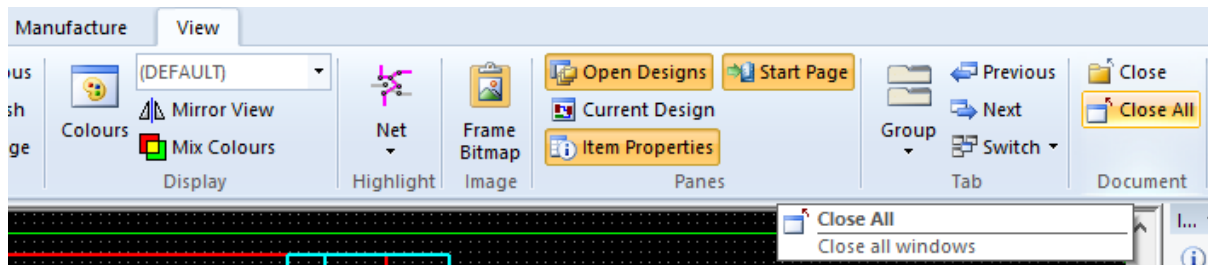 Manufacture View
(DEFAULT)
Mirror View
Mix Colours
Colours
Display
Net
Highlight
Frame
Bitmap
Image
Open Designs Start Page
Current Design
Item Properties
Panes
Group
Previous
Next
Switch
Tab
Close
Close All
Document
Close All
Close all windows
I...